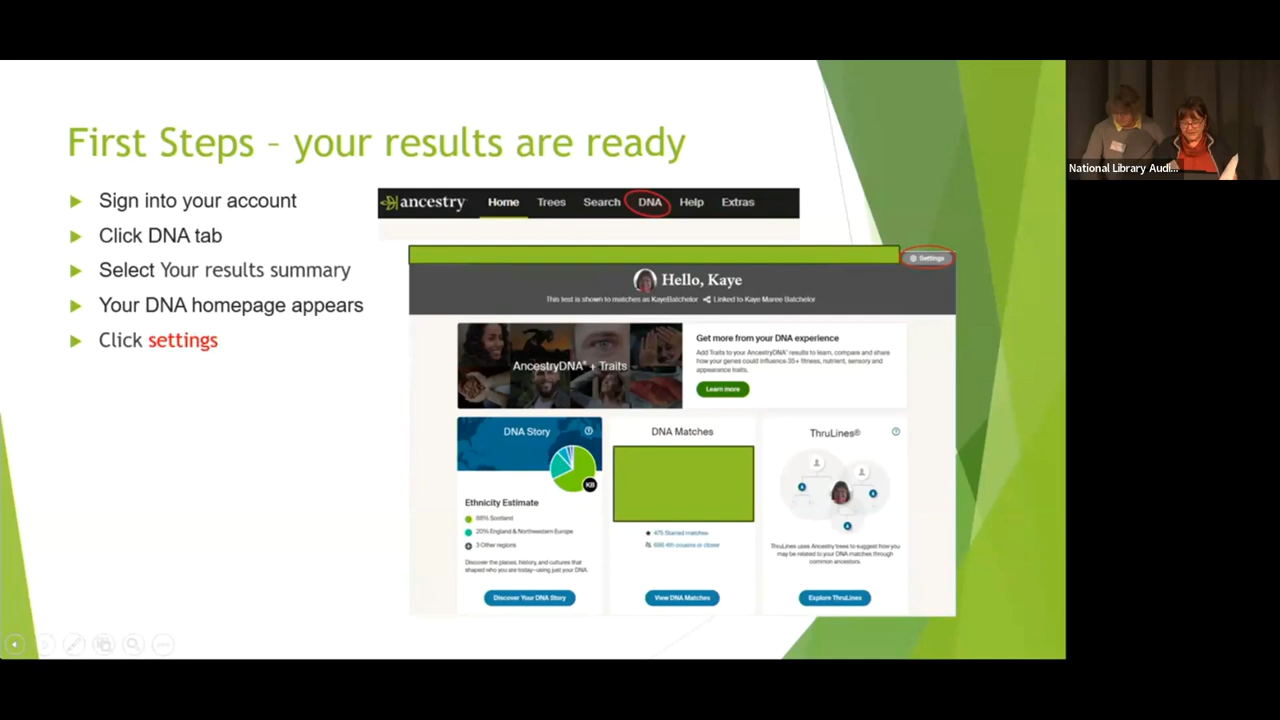 First Steps – your results are ready
Sign into your account
Click DNA tab
Select Your results summary
Your DNA homepage appears
Click settings
ancestry Home Trees Search DNA Help Extras
Settings
Hello, Kaye
This test is shown to matches as KayeBatchelor Linked to Kaye Maree Batchelor
AncestryDNA® + Traits
Get more from your DNA experience
Add Traits to your AncestryDNA® results to learn, compare and share
how your genes could influence 35+ fitness, nutrient, sensory and
appearance traits.
Learn more
DNA Story
KB
Ethnicity Estimate
Scotland
20% England & Northwestern Europe
3 Other regions
Discover the places, history, and cultures that
shaped who you are today—using just your DNA.
Discover Your DNA Story
DNA Matches
475 Starred matches
4th cousins or closer
View DNA Matches
ThruLines®
ThruLines uses Ancestry trees to suggest how you
may be related to your DNA matches through
common ancestors.
Explore ThruLines
National Library Audi...